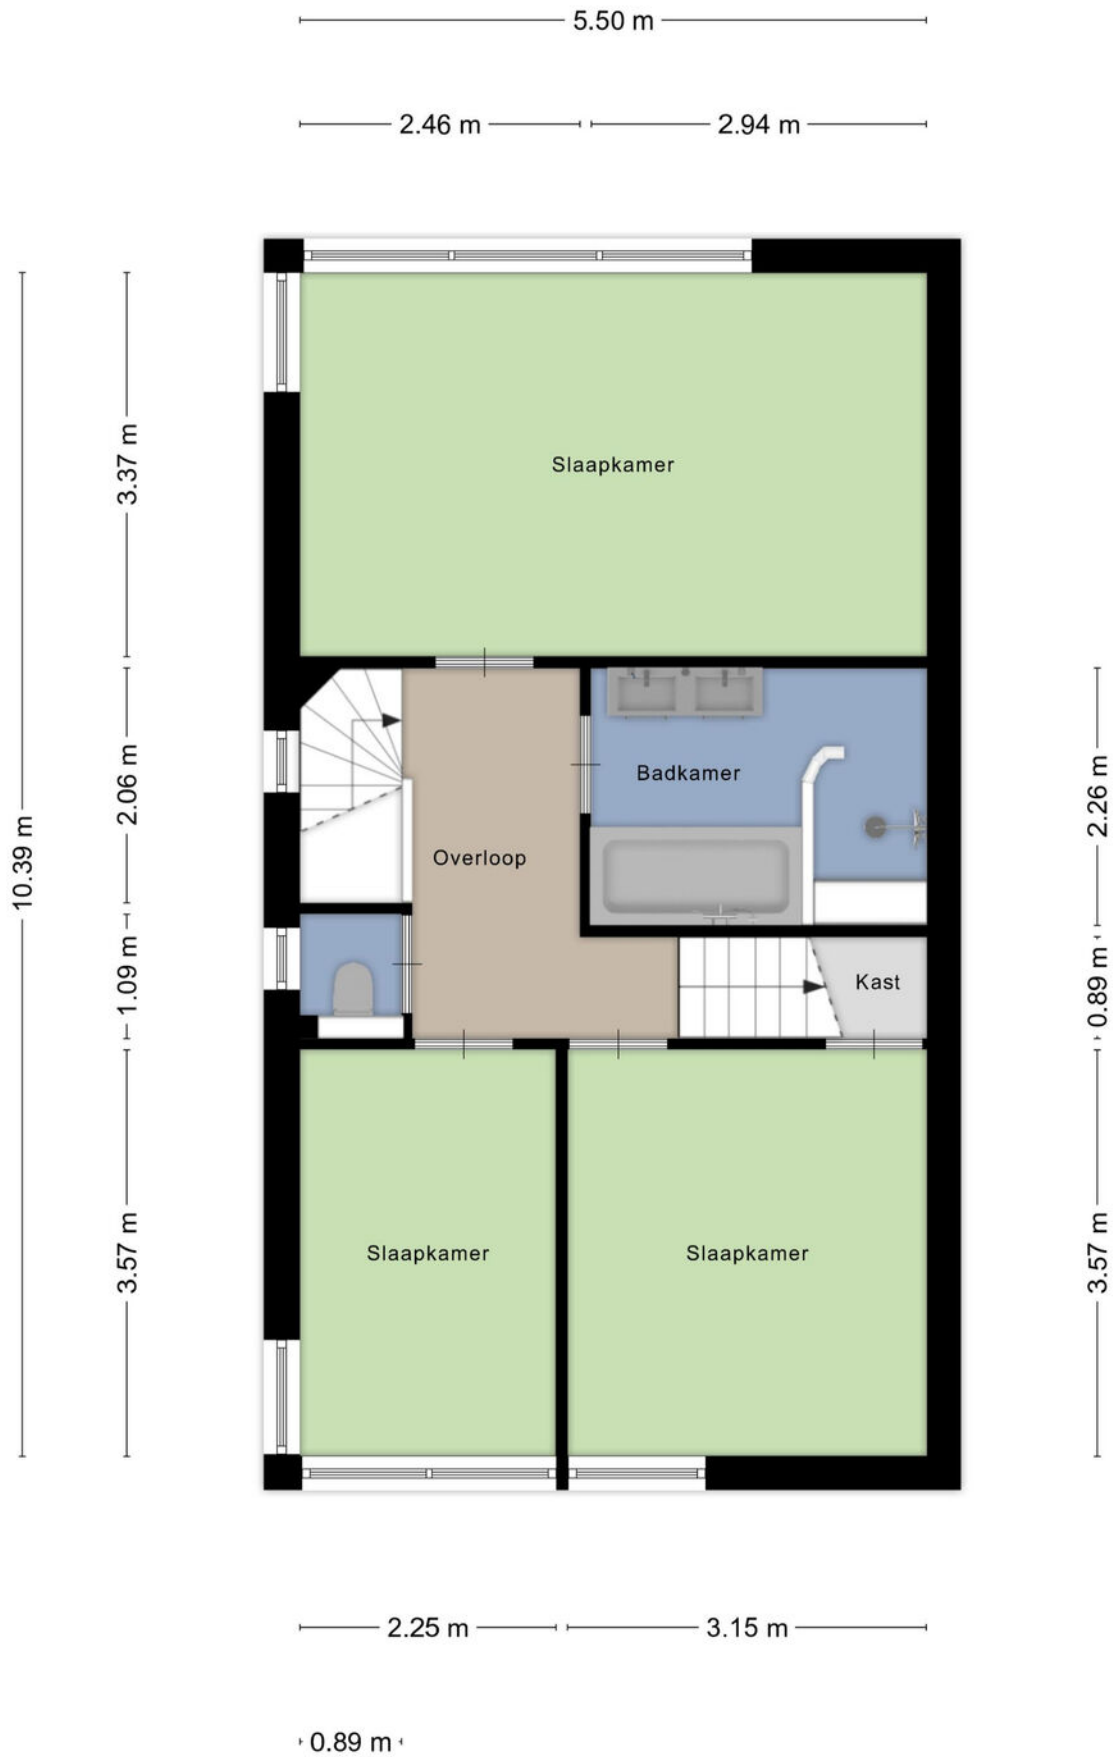 5.50 m
2.46 m
2.94 m
Slaapkamer
3.37 m
10.39 m
2.06 m
Badkamer
2.26 m
Overloop
1.09 m
Kast
0.89 m
Slaapkamer
Slaapkamer
3.57 m
3.57 m
2.25 m
3.15 m
0.89 m